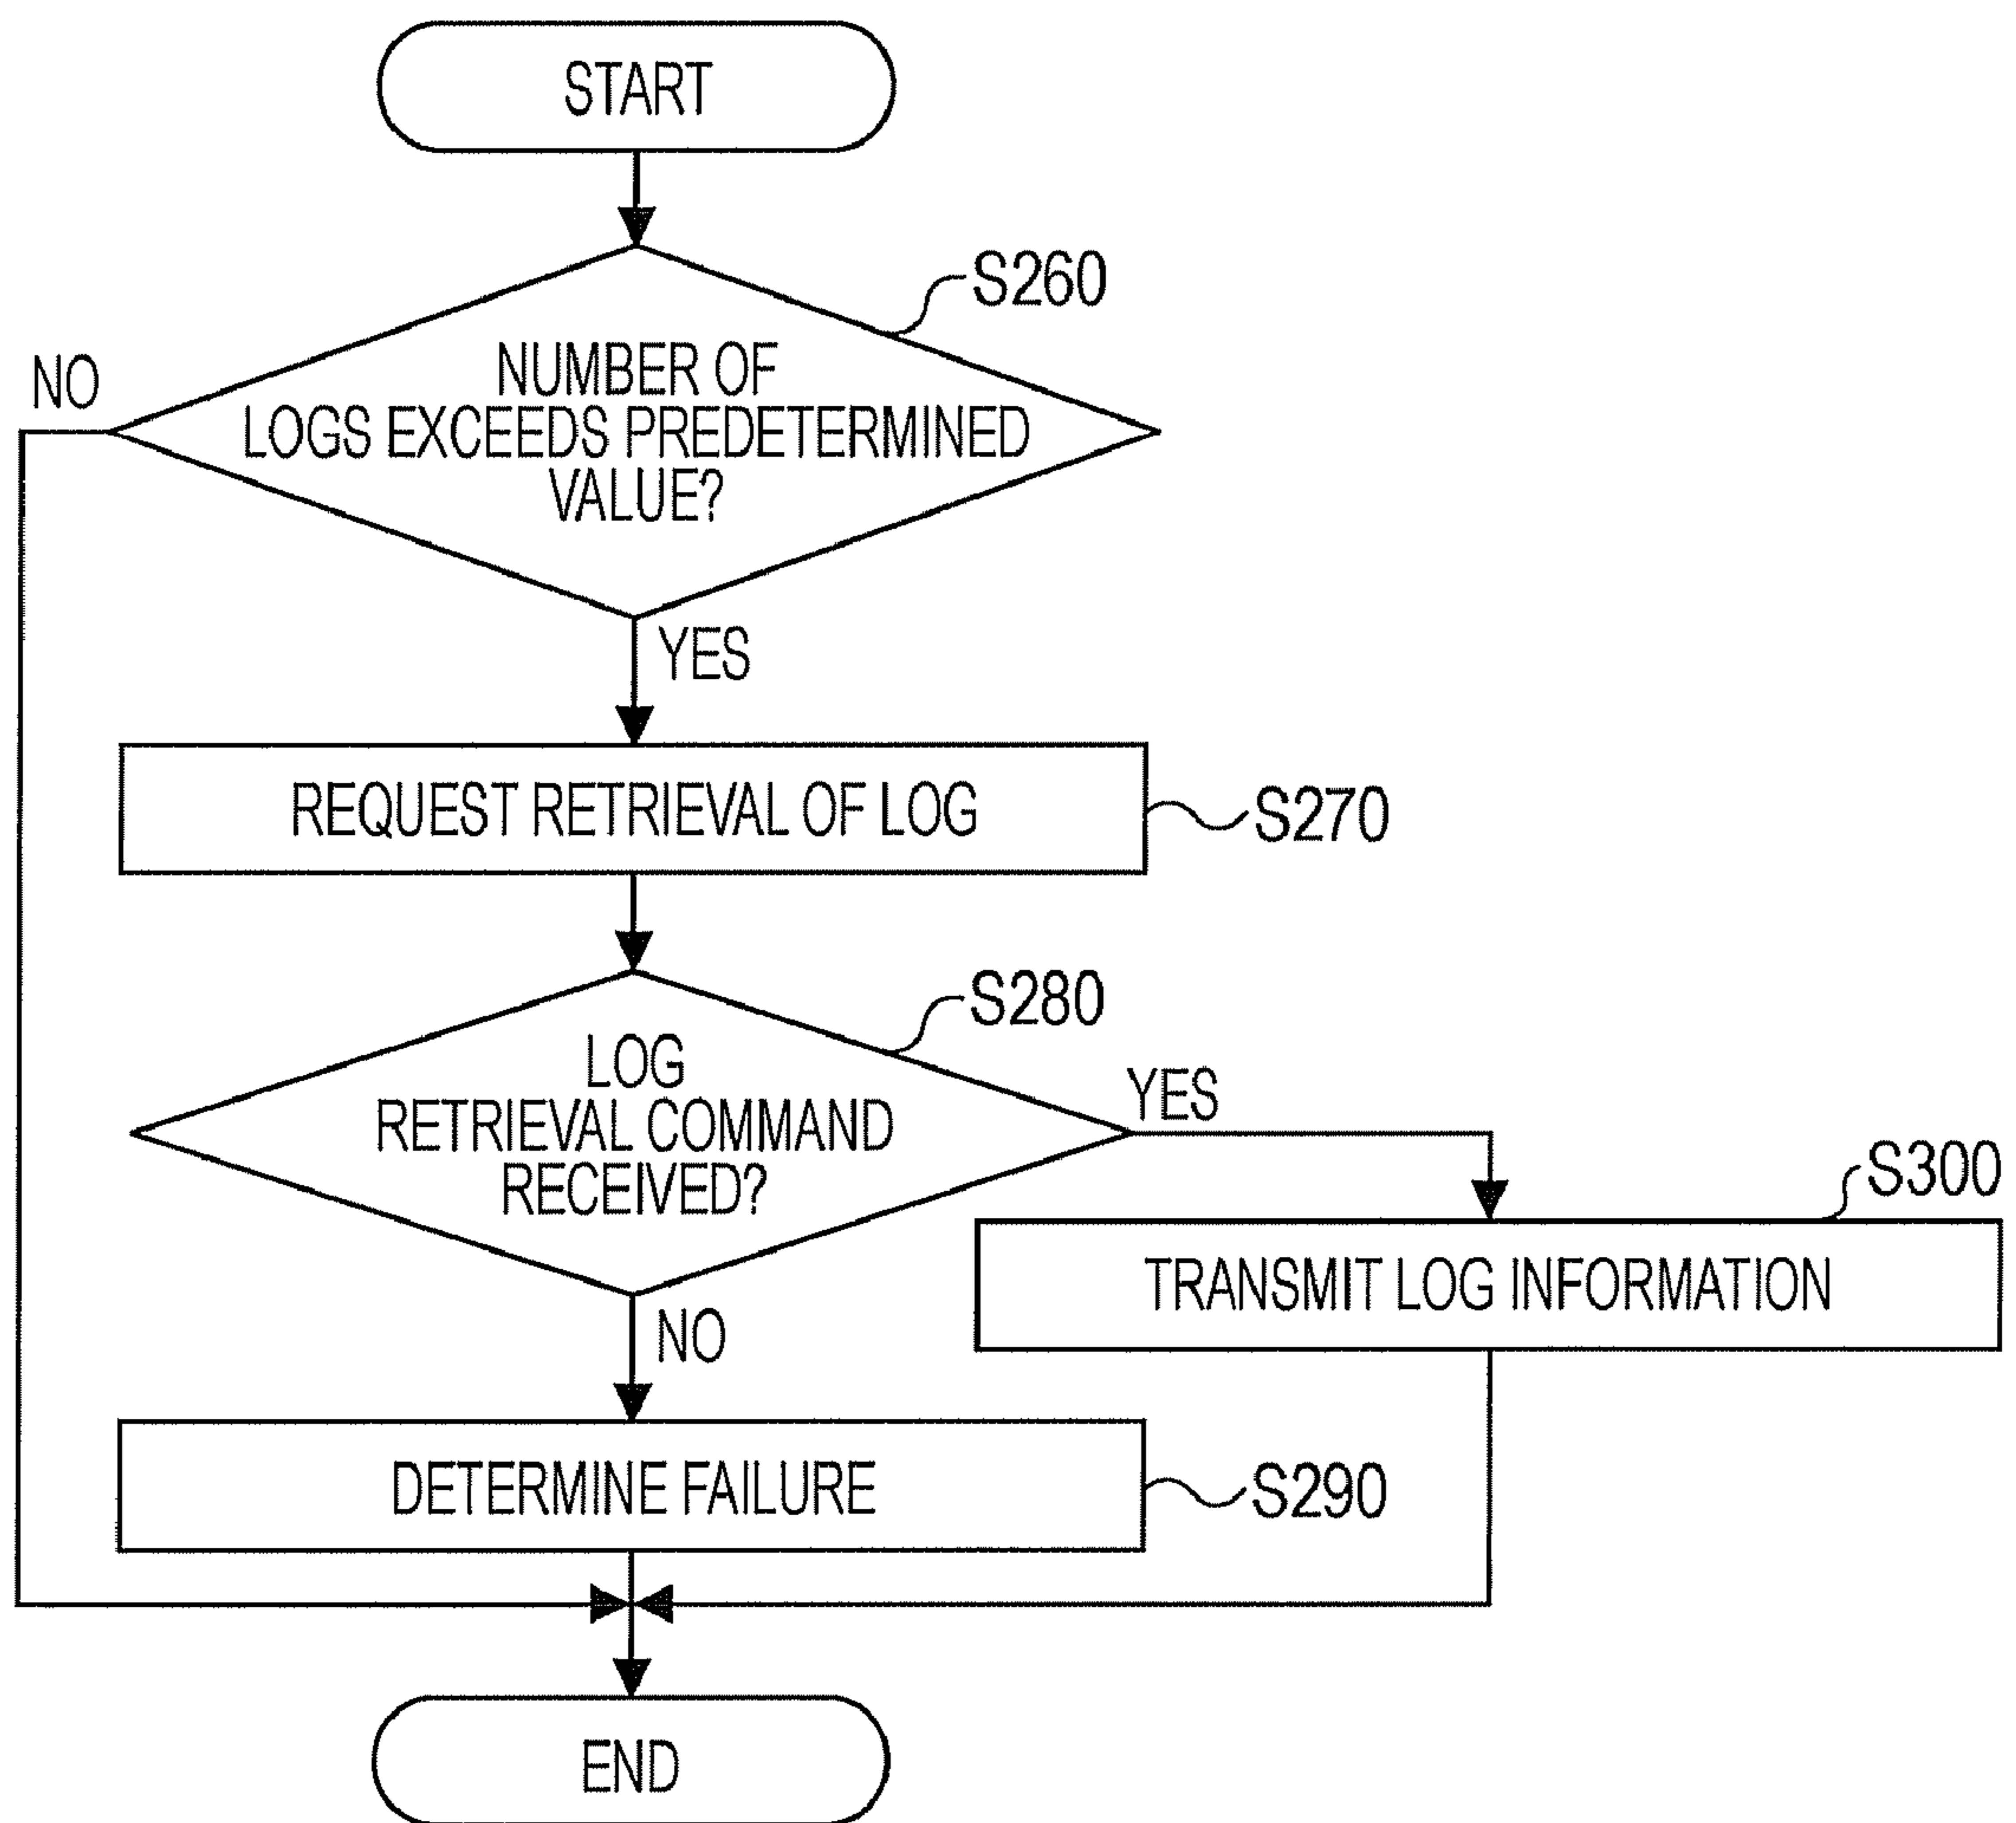 START
S260
NO
NUMBER OF
LOGS EXCEEDS PREDETERMINED
VALUE?
YES
REQUEST RETRIEVAL OF LOG
S270
S280
LOG
RETRIEVAL COMMAND
RECEIVED?
YES
S300
TRANSMIT LOG INFORMATION
NO
DETERMINE FAILURE
S290
END